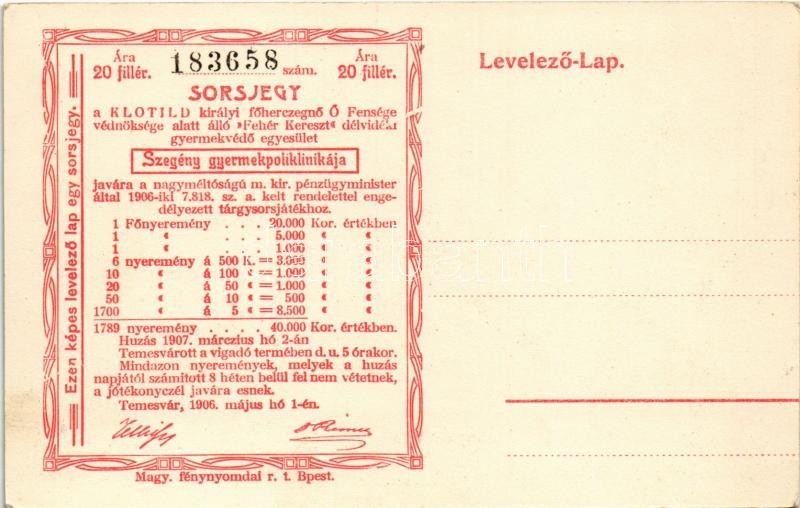 Ára 183658 Ára
20 fillér. szám. 20 fillér.
SORSJEGY
a KLOTILD királyi főherczegnő Ő Fensége
védnöksége alatt álló »Fehér Kereszt« délvidéki
gyermekvédő egyesület
Szegény gyermekpoliklinikája
javára a nagyméltóságú m. kir. pénzügyminister
által 1906-iki 7.818. sz. a. kelt rendelettel enge-
délyezett tárgysorsjátékhoz.
1 Főnyeremény . . . 20.000 Kor. értékben
1 « . . . 5.000 « «
1 « . . . 1.000 « «
6 nyeremény á 500 K. = 3.000 « «
10 « á 100 « = 1.000 « «
20 « á 50 « = 1.000 « «
50 « á 10 « = 500 « «
1700 « á 5 « = 8.500 « «
1789 nyeremény . . . . 40.000 Kor. értékben.
Huzás 1907. márczius hó 2-án
Temesvárott a vigadó termében d. u. 5 órakor.
Mindazon nyeremények, melyek a huzás
napjától számitott 8 héten belül fel nem vétetnek,
a jótékonyczél javára esnek.
Temesvár, 1906. május hó 1-én.
Magy. fénynyomdai r. t. Bpest.
Ezen képes levelező lap egy sorsjegy.
Levelező-Lap.